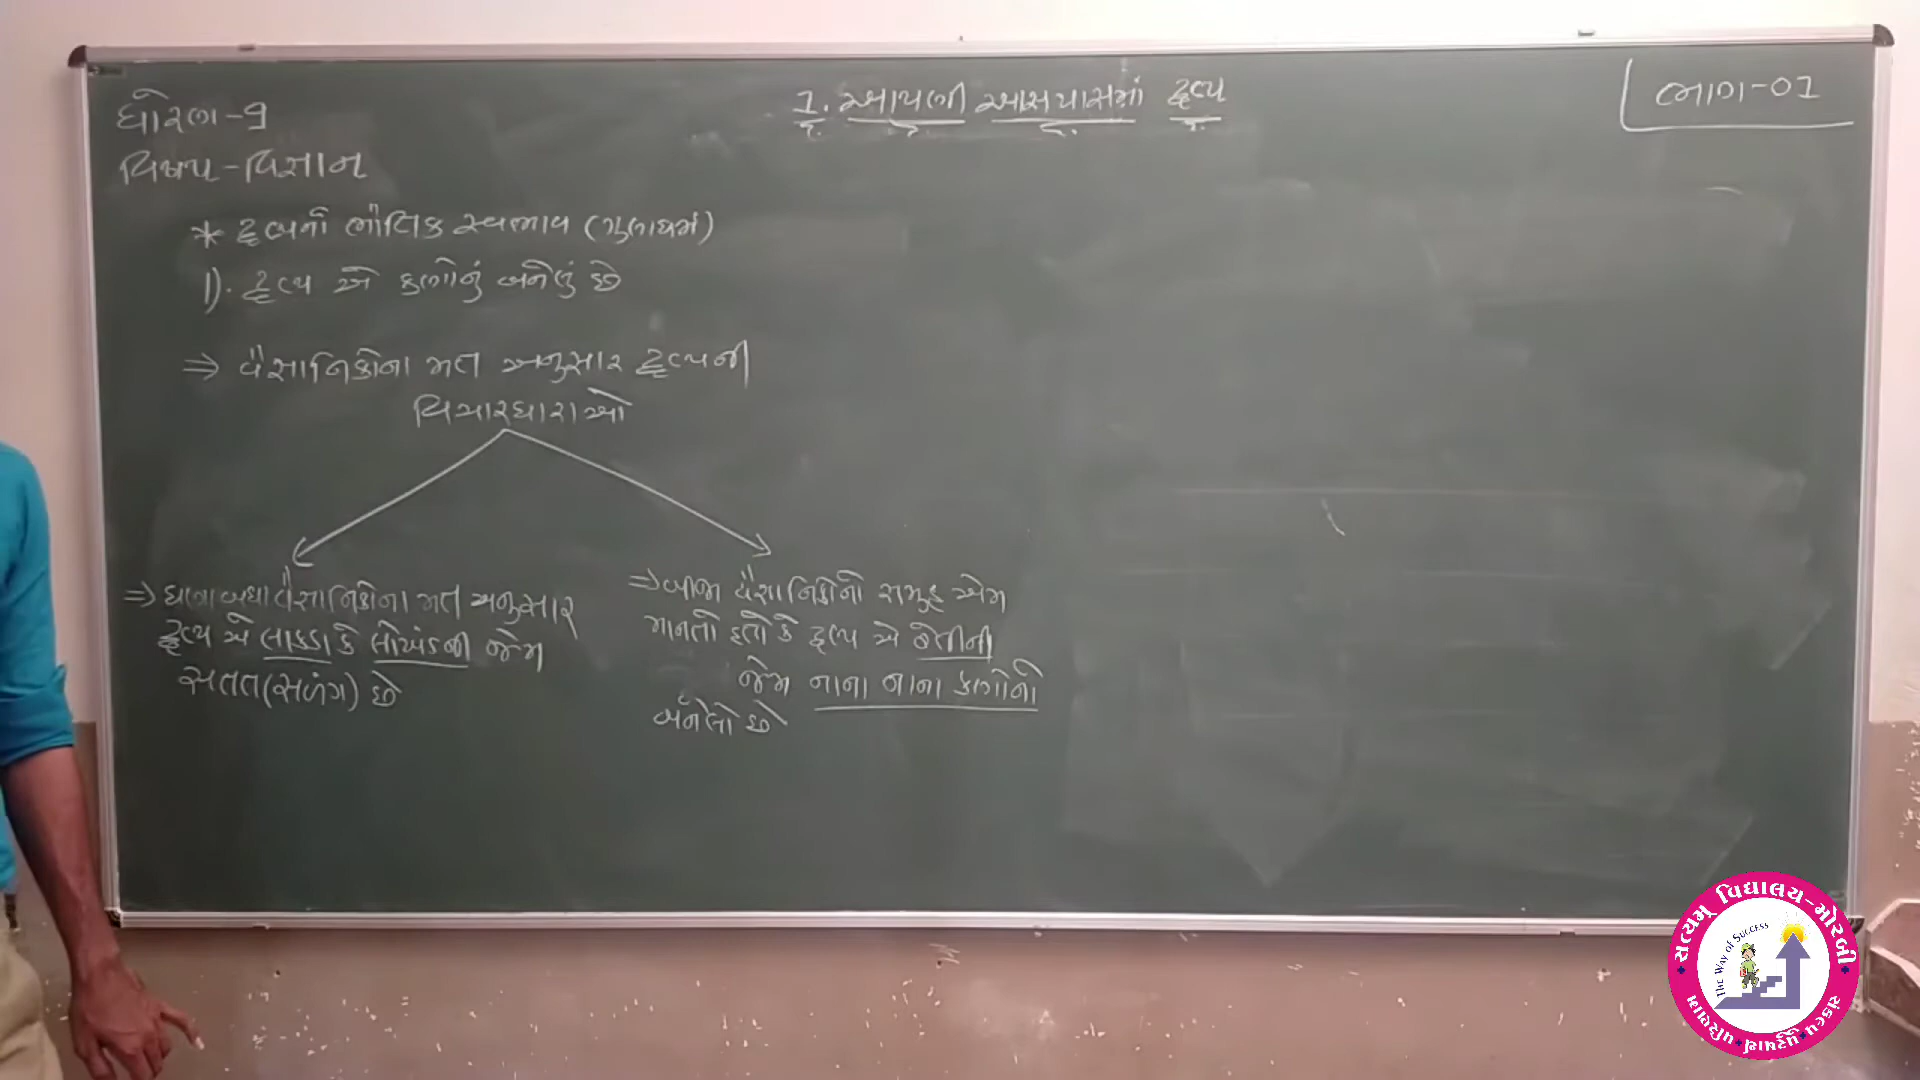 ધોરણ-9
વિષય-વિજ્ઞાન
1. આપણી આસપાસમાં દ્રવ્ય
ભાગ-01
* દ્રવ્યનો ભૌતિક સ્વભાવ (ગુણધર્મ)
1). દ્રવ્ય એ કણોનું બનેલું છે
⇒ વૈજ્ઞાનિકોના મત અનુસાર દ્રવ્યની
વિચારધારાઓ
⇒ ઘણા બધા વૈજ્ઞાનિકોના મત અનુસાર
દ્રવ્ય એ લાકડા કે લોખંડની જેમ
સતત(સળંગ) છે
⇒ બીજા વૈજ્ઞાનિકોનો સમુહ એમ
માનતો હતો કે દ્રવ્ય એ રેતીની
જેમ નાના નાના કણોનો
બનેલો છે
સત્યમ્ વિદ્યાલય-મોરબી
The Way of Success
સંકલ્પ • પુરુષાર્થ • પરિણામ